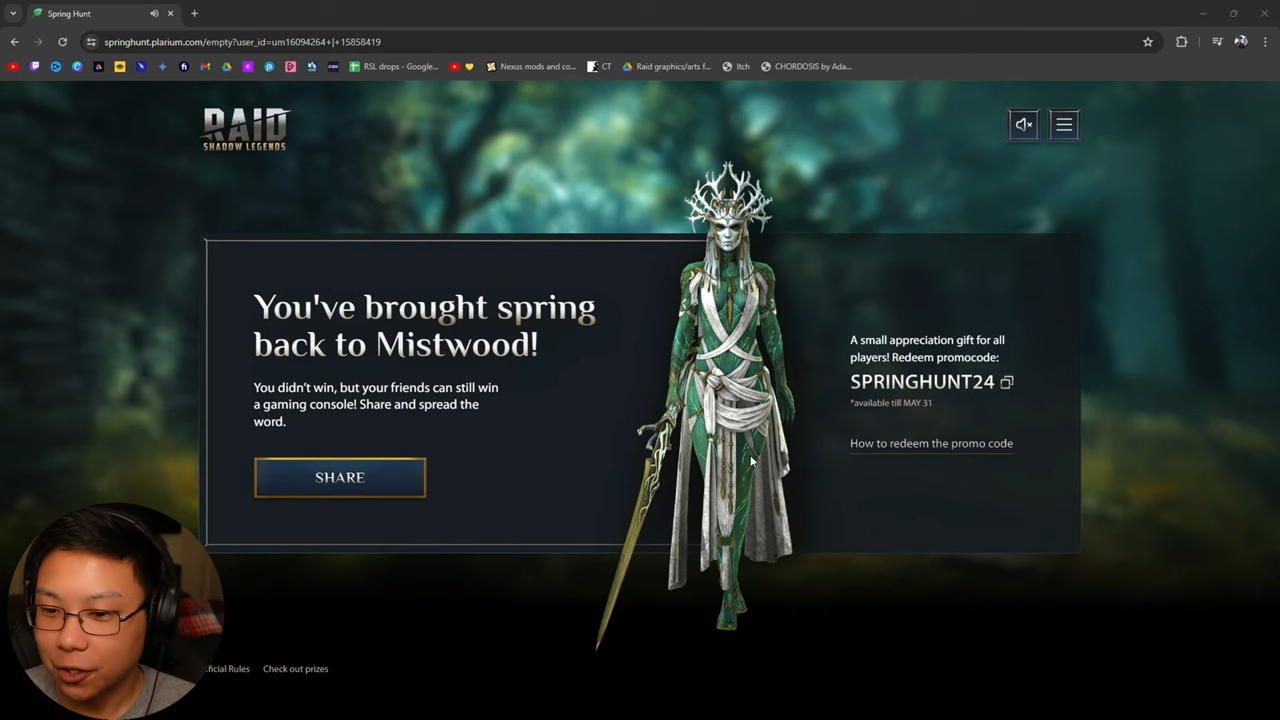 Spring Hunt
springhunt.plarium.com/empty?user_id=um16094264+|+15858419
RSL drops - Google...
Nexus mods and co...
CT
Raid graphics/arts f...
Itch
CHORDOSIS by Ada...
RAID
SHADOW LEGENDS
You've brought spring
back to Mistwood!
You didn't win, but your friends can still win
a gaming console! Share and spread the
word.
SHARE
A small appreciation gift for all
players! Redeem promocode:
SPRINGHUNT24
*available till MAY 31
How to redeem the promo code
ficial Rules
Check out prizes